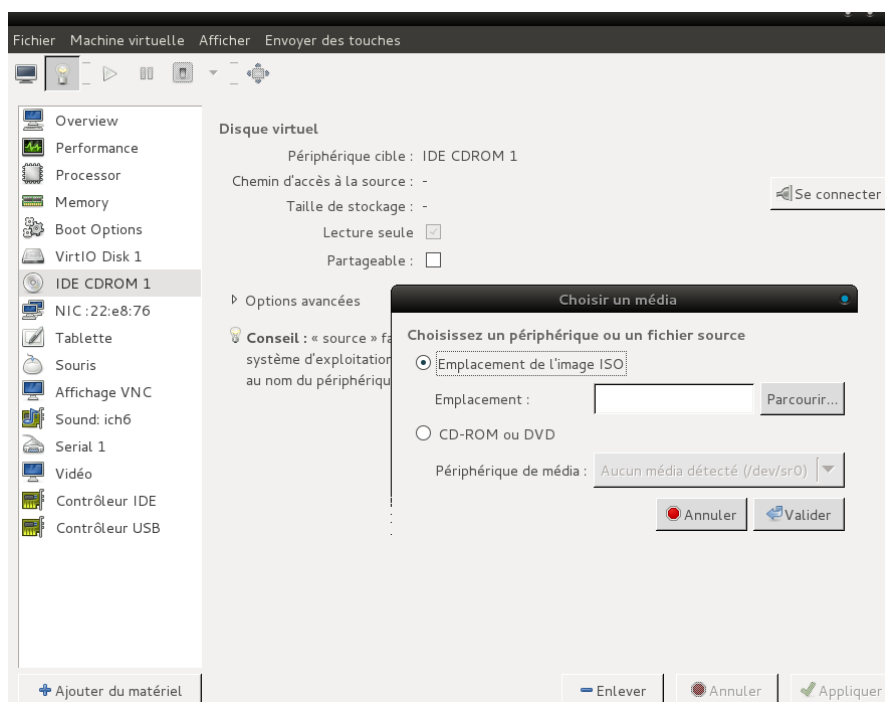 Fichier Machine virtuelle Afficher Envoyer des touches
Overview
Performance
Processor
Memory
Boot Options
VirtIO Disk 1
IDE CDROM 1
NIC :22:e8:76
Tablette
Souris
Affichage VNC
Sound: ich6
Serial 1
Vidéo
Contrôleur IDE
Contrôleur USB
Ajouter du matériel
Disque virtuel
Périphérique cible : IDE CDROM 1
Chemin d'accès à la source : -
Taille de stockage : -
Lecture seule
Partageable :
Se connecter
Options avancées
Conseil : « source » fa
système d'exploitation
au nom du périphériqu
Choisir un média
Choisissez un périphérique ou un fichier source
Emplacement de l'image ISO
Emplacement :
Parcourir...
CD-ROM ou DVD
Périphérique de média : Aucun média détecté (/dev/sr0)
Annuler Valider
Enlever Annuler Appliquer